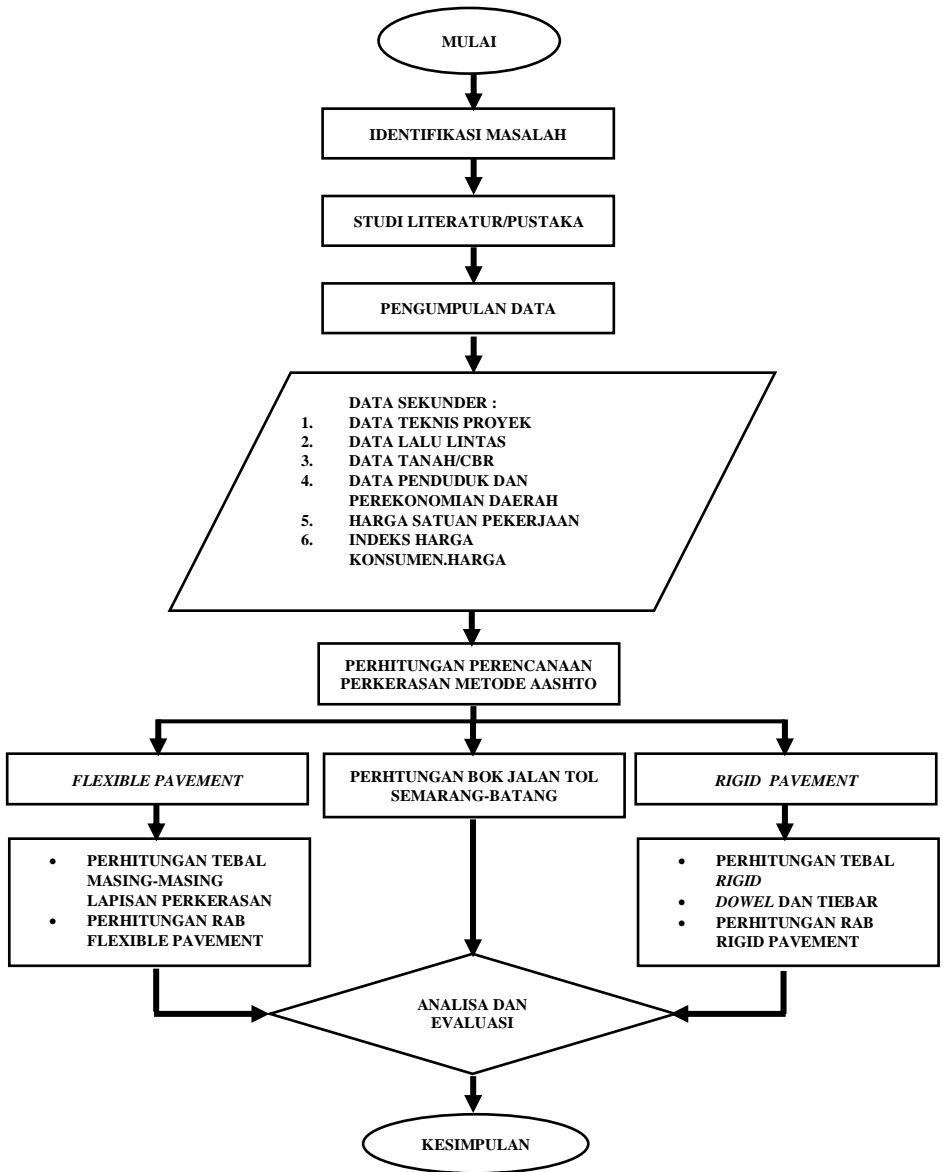 MULAI
IDENTIFIKASI MASALAH
STUDI LITERATUR/PUSTAKA
PENGUMPULAN DATA
DATA SEKUNDER :
1. DATA TEKNIS PROYEK
2. DATA LALU LINTAS
3. DATA TANAH/CBR
4. DATA PENDUDUK DAN
PEREKONOMIAN DAERAH
5. HARGA SATUAN PEKERJAAN
6. INDEKS HARGA
KONSUMEN.HARGA
PERHITUNGAN PERENCANAAN
PERKERASAN METODE AASHTO
FLEXIBLE PAVEMENT
PERHTUNGAN BOK JALAN TOL
SEMARANG-BATANG
RIGID PAVEMENT
• PERHITUNGAN TEBAL
MASING-MASING
LAPISAN PERKERASAN
• PERHITUNGAN RAB
FLEXIBLE PAVEMENT
• PERHITUNGAN TEBAL
RIGID
• DOWEL DAN TIEBAR
• PERHITUNGAN RAB
RIGID PAVEMENT
ANALISA DAN
EVALUASI
KESIMPULAN